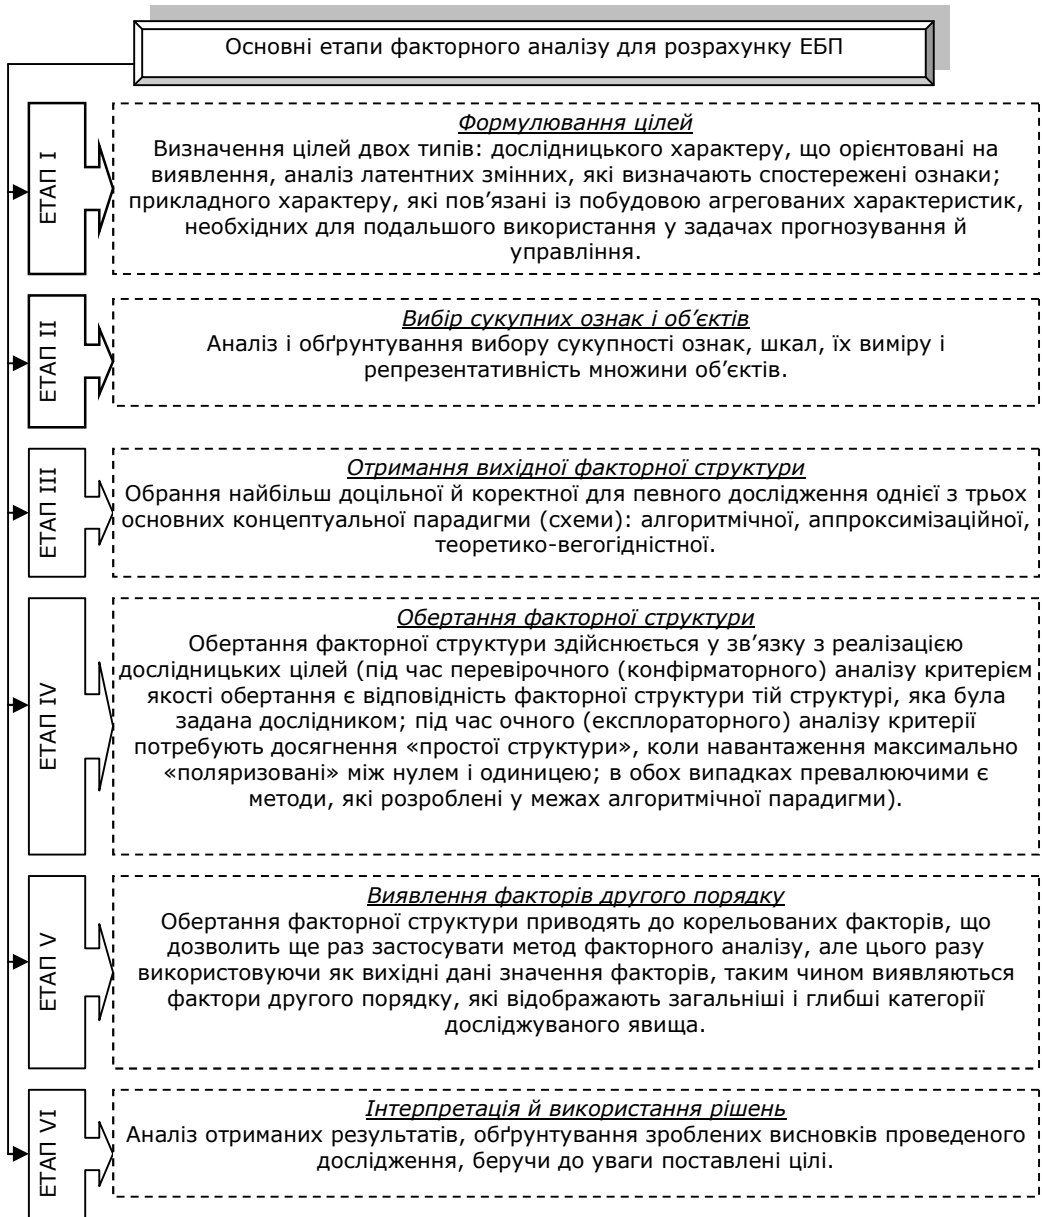 Основні етапи факторного аналізу для розрахунку ЕБП
ЕТАП I
Формулювання цілей
Визначення цілей двох типів: дослідницького характеру, що орієнтовані на
виявлення, аналіз латентних змінних, які визначають спостережені ознаки;
прикладного характеру, які пов’язані із побудовою агрегованих характеристик,
необхідних для подальшого використання у задачах прогнозування й
управління.
ЕТАП II
Вибір сукупних ознак і об’єктів
Аналіз і обґрунтування вибору сукупності ознак, шкал, їх виміру і
репрезентативність множини об’єктів.
ЕТАП III
Отримання вихідної факторної структури
Обрання найбільш доцільної й коректної для певного дослідження однієї з трьох
основних концептуальної парадигми (схеми): алгоритмічної, аппроксимізаційної,
теоретико-вегогідністної.
ЕТАП IV
Обертання факторної структури
Обертання факторної структури здійснюється у зв’язку з реалізацією
дослідницьких цілей (під час перевірочного (конфірматорного) аналізу критерієм
якості обертання є відповідність факторної структури тій структурі, яка була
задана дослідником; під час очного (експлораторного) аналізу критерії
потребують досягнення «простої структури», коли навантаження максимально
«поляризовані» між нулем і одиницею; в обох випадках превалюючими є
методи, які розроблені у межах алгоритмічної парадигми).
ЕТАП V
Виявлення факторів другого порядку
Обертання факторної структури приводять до корельованих факторів, що
дозволить ще раз застосувати метод факторного аналізу, але цього разу
використовуючи як вихідні дані значення факторів, таким чином виявляються
фактори другого порядку, які відображають загальніші і глибші категорії
досліджуваного явища.
ЕТАП VI
Інтерпретація й використання рішень
Аналіз отриманих результатів, обґрунтування зроблених висновків проведеного
дослідження, беручи до уваги поставлені цілі.